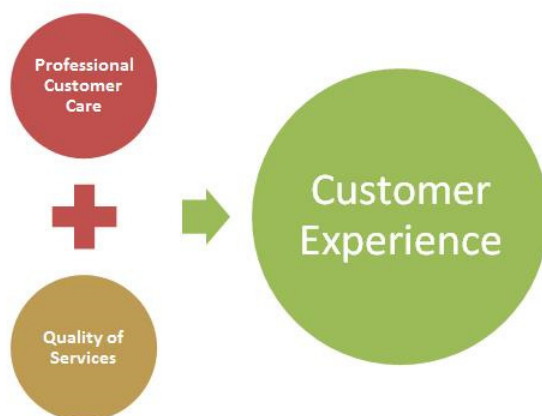 Professional
Customer
Care
Quality of
Services
Customer
Experience